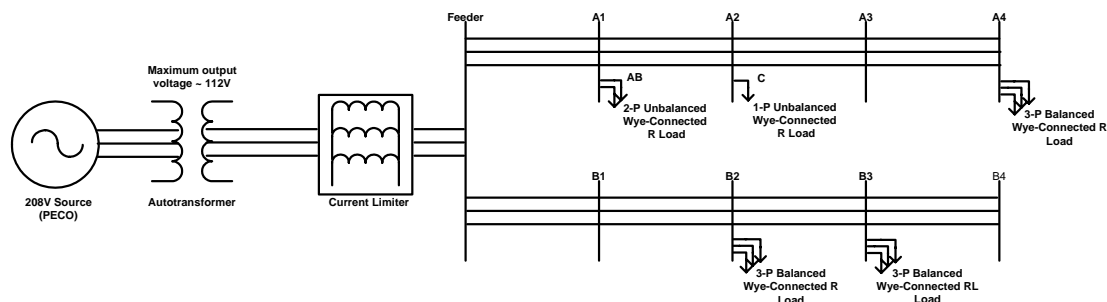 Feeder
A1
A2
A3
A4
Maximum output
voltage ~ 112V
AB
C
2-P Unbalanced
Wye-Connected
R Load
1-P Unbalanced
Wye-Connected
R Load
3-P Balanced
Wye-Connected R
Load
208V Source
(PECO)
Autotransformer
Current Limiter
B1
B2
B3
B4
3-P Balanced
Wye-Connected R
Load
3-P Balanced
Wye-Connected RL
Load